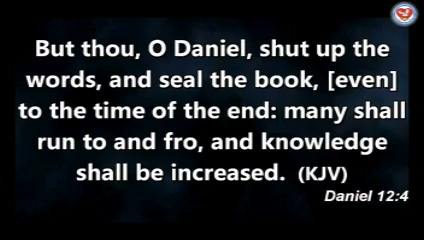 But thou, O Daniel, shut up the
words, and seal the book, [even]
to the time of the end: many shall
run to and fro, and knowledge
shall be increased. (KJV)
Daniel 12:4